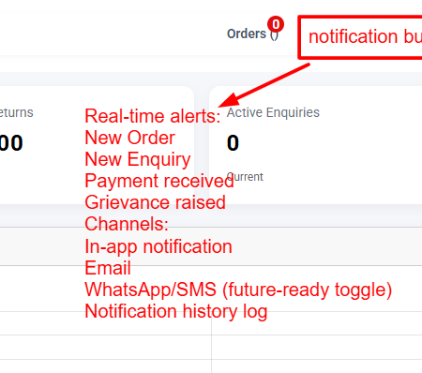 0
Orders ()
notification bu
eturns
Active Enquiries
00
0
Current
Real-time alerts:
New Order
New Enquiry
Payment received
Grievance raised
Channels:
In-app notification
Email
WhatsApp/SMS (future-ready toggle)
Notification history log